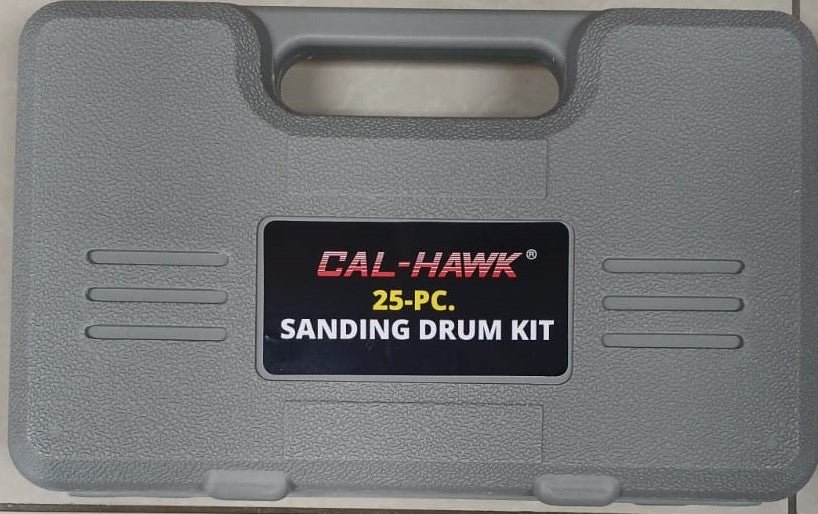 CAL-HAWK®
25-PC.
SANDING DRUM KIT